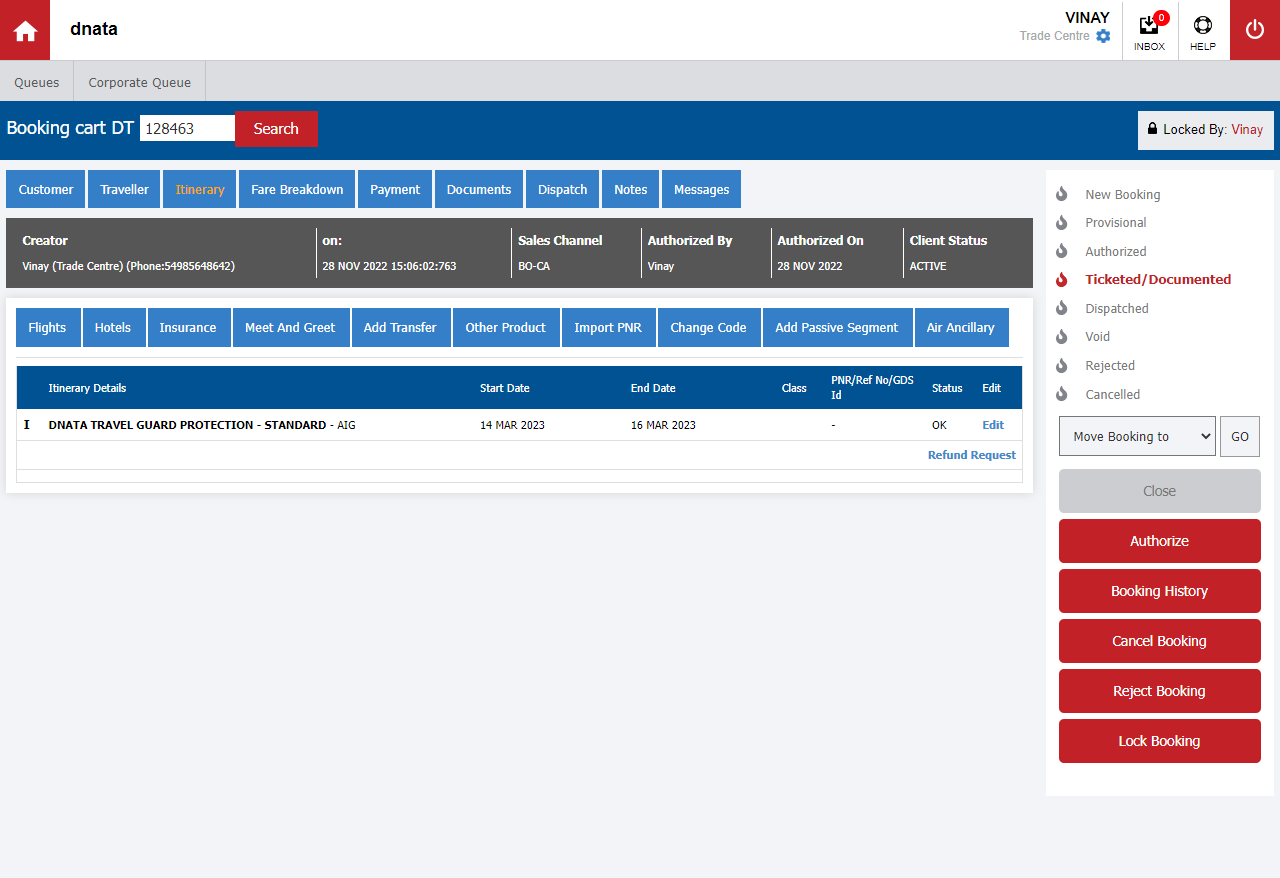 dnata
VINAY
Trade Centre
0
INBOX
HELP
Queues
Corporate Queue
Booking cart DT 128463 Search
Locked By: Vinay
Customer Traveller Itinerary Fare Breakdown Payment Documents Dispatch Notes Messages
Creator on: Sales Channel Authorized By Authorized On Client Status
Vinay (Trade Centre) (Phone:54985648642) 28 NOV 2022 15:06:02:763 BO-CA Vinay 28 NOV 2022 ACTIVE
Flights Hotels Insurance Meet And Greet Add Transfer Other Product Import PNR Change Code Add Passive Segment Air Ancillary
Itinerary Details Start Date End Date Class PNR/Ref No/GDS Id Status Edit
I DNATA TRAVEL GUARD PROTECTION - STANDARD - AIG 14 MAR 2023 16 MAR 2023 - OK Edit
Refund Request
New Booking
Provisional
Authorized
Ticketed/Documented
Dispatched
Void
Rejected
Cancelled
Move Booking to GO
Close
Authorize
Booking History
Cancel Booking
Reject Booking
Lock Booking